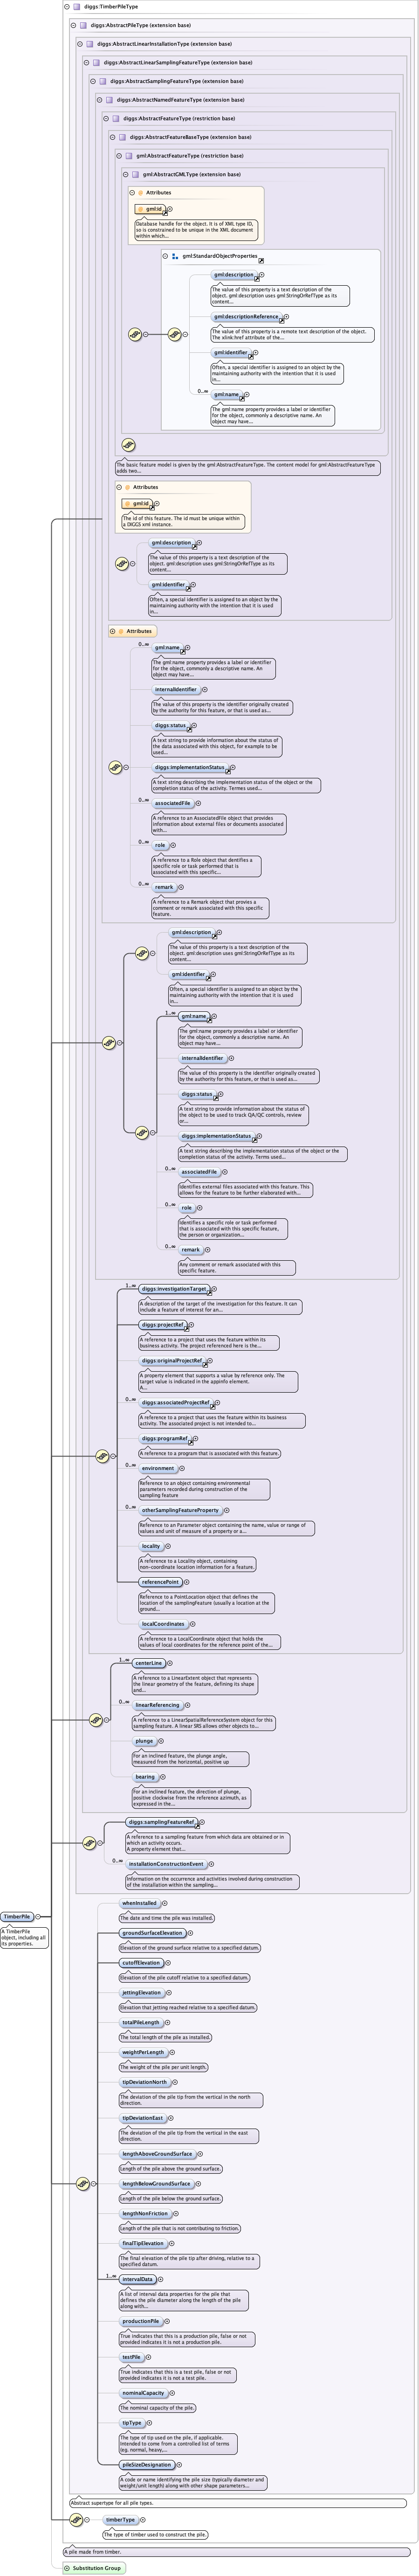 diggs:TimberPileType
diggs:AbstractPileType (extension base)
diggs:AbstractLinearInstallationType (extension base)
diggs:AbstractLinearSamplingFeatureType (extension base)
diggs:AbstractSamplingFeatureType (extension base)
diggs:AbstractNamedFeatureType (extension base)
diggs:AbstractFeatureType (restriction base)
diggs:AbstractFeatureBaseType (extension base)
gml:AbstractFeatureType (restriction base)
gml:AbstractGMLType (extension base)
Attributes
gml:id
Database handle for the object. It is of XML type ID,
so is constrained to be unique in the XML document
within which...
gml:StandardObjectProperties
gml:description
The value of this property is a text description of the
object. gml:description uses gml:StringOrRefType as its
content...
gml:descriptionReference
The value of this property is a remote text description of the object.
The xlink:href attribute of the...
gml:identifier
Often, a special identifier is assigned to an object by the
maintaining authority with the intention that it is used
in...
0..∞
gml:name
The gml:name property provides a label or identifier
for the object, commonly a descriptive name. An
object may have...
The basic feature model is given by the gml:AbstractFeatureType. The content model for gml:AbstractFeatureType
adds two...
Attributes
gml:id
The id of this feature. The id must be unique within
a DIGGS xml instance.
gml:description
The value of this property is a text description of the
object. gml:description uses gml:StringOrRefType as its
content...
gml:identifier
Often, a special identifier is assigned to an object by the
maintaining authority with the intention that it is used
in...
Attributes
0..∞
gml:name
The gml:name property provides a label or identifier
for the object, commonly a descriptive name. An
object may have...
internalIdentifier
The value of this property is the identifier originally created
by the authority for this feature, or that is used as...
diggs:status
A text string to provide information about the status of
the data associated with this object, for example to be
used...
diggs:implementationStatus
A text string describing the implementation status of the object or the
completion status of the activity. Termes used...
0..∞
associatedFile
A reference to an AssociatedFile object that provides
information about external files or documents associated
with...
0..∞
role
A reference to a Role object that dentifies a
specific role or task performed that is
associated with this specific...
0..∞
remark
A reference to a Remark object that provies a
comment or remark associated with this specific
feature.
gml:description
The value of this property is a text description of the
object. gml:description uses gml:StringOrRefType as its
content...
gml:identifier
Often, a special identifier is assigned to an object by the
maintaining authority with the intention that it is used
in...
1..∞
gml:name
The gml:name property provides a label or identifier
for the object, commonly a descriptive name. An
object may have...
internalIdentifier
The value of this property is the identifier originally created
by the authority for this feature, or that is used as...
diggs:status
A text string to provide information about the status
of the object to be used to track QA/QC controls, review
or...
diggs:implementationStatus
A text string describing the implementation status of the object or the
completion status of the activity. Terms used...
0..∞
associatedFile
Identifies external files associated with this feature. This
allows for the feature to be further elaborated with...
0..∞
role
Identifies a specific role or task performed
that is associated with this specific feature,
the person or organization...
0..∞
remark
Any comment or remark associated with this
specific feature.
1..∞
diggs:investigationTarget
A description of the target of the investigation for this feature. It can
include a feature of interest for an...
diggs:projectRef
A reference to a project that uses the feature within its
business activity. The project referenced here is the...
diggs:originalProjectRef
A property element that supports a value by reference only. The
target value is indicated in the appinfo element.
A...
0..∞
diggs:associatedProjectRef
A reference to a project that uses the feature within its business
activity. The associated project is not intended to...
diggs:programRef
A reference to a program that is associated with this feature.
0..∞
environment
Reference to an object containing environmental
parameters recorded during construction of the
sampling feature
0..∞
otherSamplingFeatureProperty
Reference to an Parameter object containing the name, value or range of
values and unit of measure of a property or a...
locality
A reference to a Locality object, containing
non-coordinate location information for a feature.
referencePoint
Reference to a PointLocation object that defines the
location of the samplingFeature (usually a location at the
ground...
localCoordinates
A reference to a LocalCoordinate object that holds the
values of local coordinates for the reference point of the...
1..∞
centerLine
A reference to a LinearExtent object that represents
the linear geometry of the feature, defining its shape
and...
0..∞
linearReferencing
A reference to a LinearSpatialReferenceSystem object for this
sampling feature. A linear SRS allows other objects to...
plunge
For an inclined feature, the plunge angle,
measured from the horizontal, positive up
bearing
For an inclined feature, the direction of plunge,
positive clockwise from the reference azimuth, as
expressed in the...
diggs:samplingFeatureRef
A reference to a sampling feature from which data are obtained or in
which an activity occurs.
A property element that...
0..∞
installationConstructionEvent
Information on the occurrence and activities involved during construction
of the installation within the sampling...
TimberPile
A TimberPile
object, including all
its properties.
whenInstalled
The date and time the pile was installed.
groundSurfaceElevation
Elevation of the ground surface relative to a specified datum.
cutoffElevation
Elevation of the pile cutoff relative to a specified datum.
jettingElevation
Elevation that jetting reached relative to a specified datum.
totalPileLength
The total length of the pile as installed.
weightPerLength
The weight of the pile per unit length.
tipDeviationNorth
The deviation of the pile tip from the vertical in the north
direction.
tipDeviationEast
The deviation of the pile tip from the vertical in the east
direction.
lengthAboveGroundSurface
Length of the pile above the ground surface.
lengthBelowGroundSurface
Length of the pile below the ground surface.
lengthNonFriction
Length of the pile that is not contributing to friction.
finalTipElevation
The final elevation of the pile tip after driving, relative to a
specified datum.
1..∞
intervalData
A list of interval data properties for the pile that
defines the pile diameter along the length of the pile
along with...
productionPile
True indicates that this is a production pile, false or not
provided indicates it is not a production pile.
testPile
True indicates that this is a test pile, false or not
provided indicates it is not a test pile.
nominalCapacity
The nominal capacity of the pile.
tipType
The type of tip used on the pile, if applicable.
Intended to come from a controlled list of terms
(eg. normal, heavy,...
pileSizeDesignation
A code or name identifying the pile size (typically diameter and
weight/unit length) along with other shape parameters...
Abstract supertype for all pile types.
timberType
The type of timber used to construct the pile.
A pile made from timber.
Substitution Group